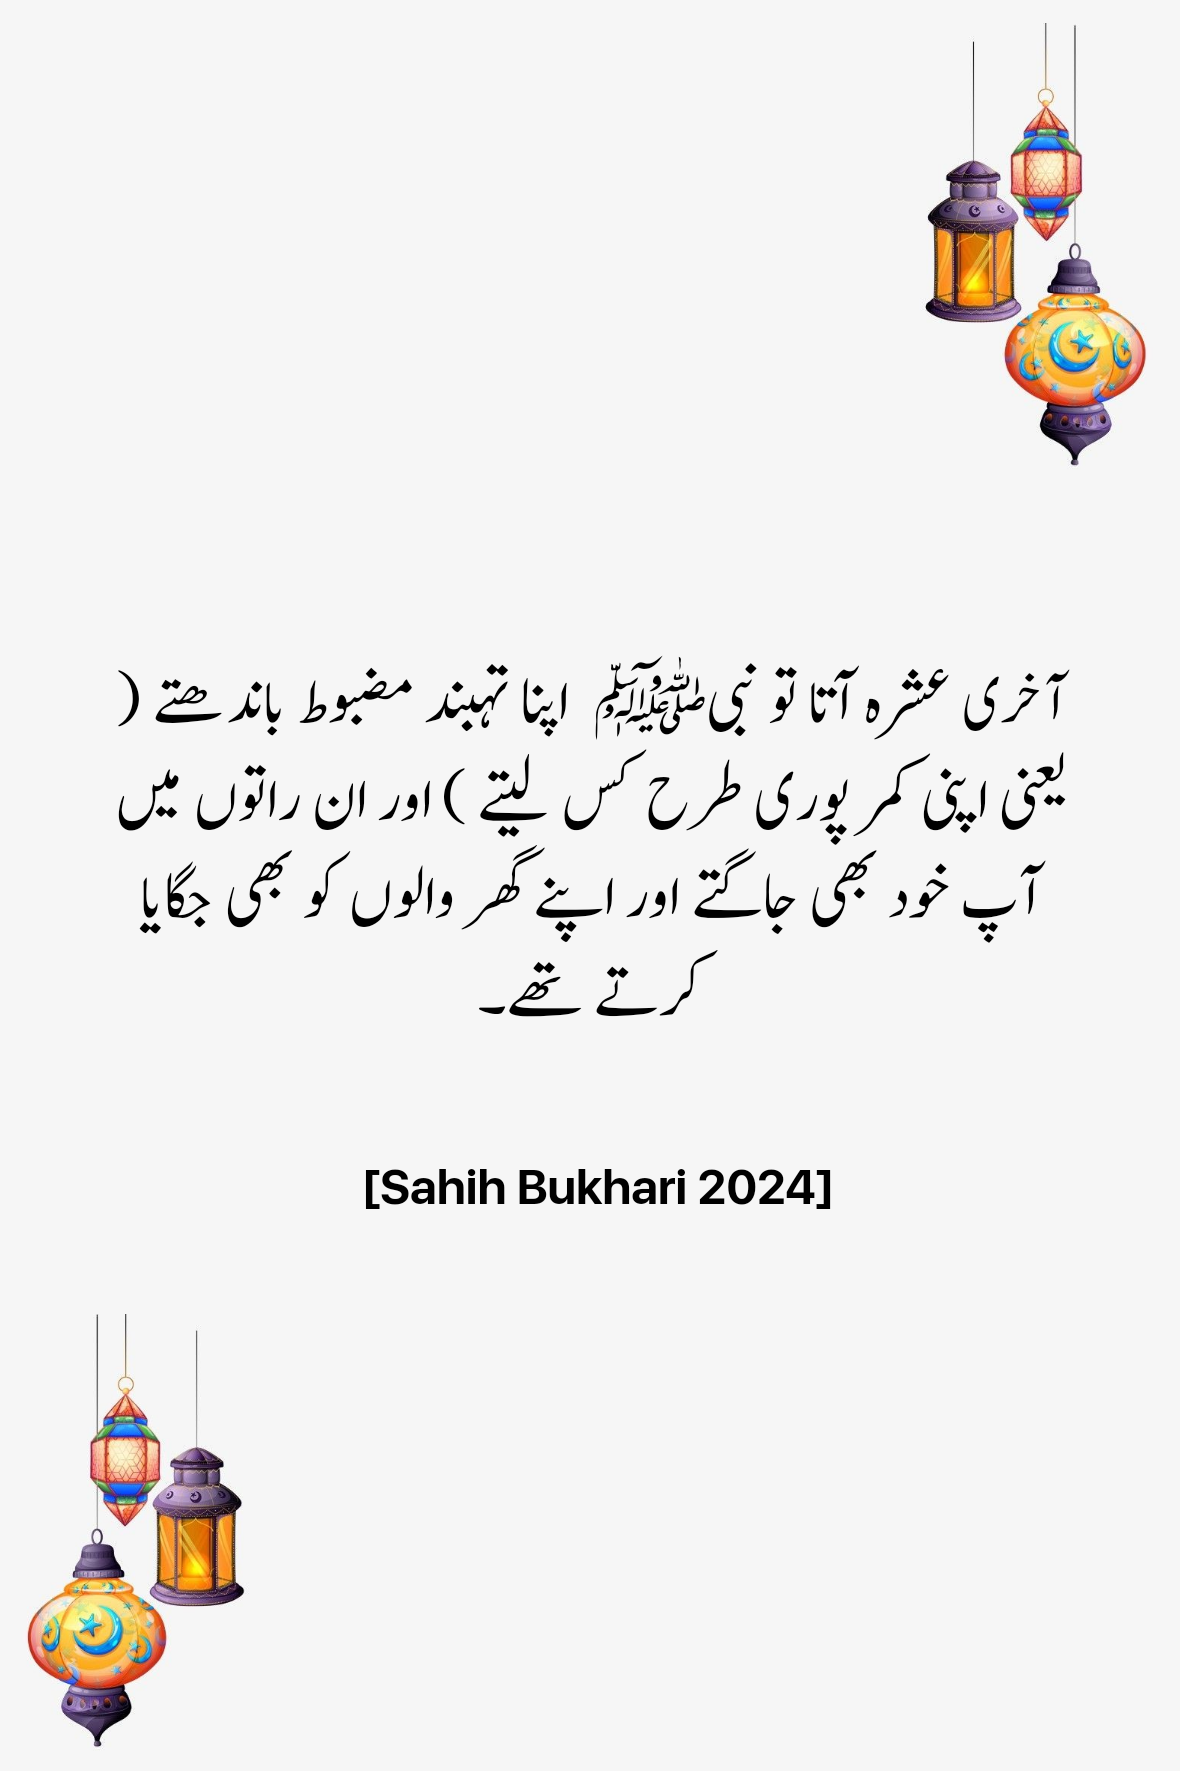 آخری عشرہ آتا تو نبیﷺ اپنا تہبند مضبوط باندھتے (
یعنی اپنی کمر پوری طرح کس لیتے ) اور ان راتوں میں
آپ خود بھی جاگتے اور اپنے گھر والوں کو بھی جگایا
کرتے تھے۔
[Sahih Bukhari 2024]